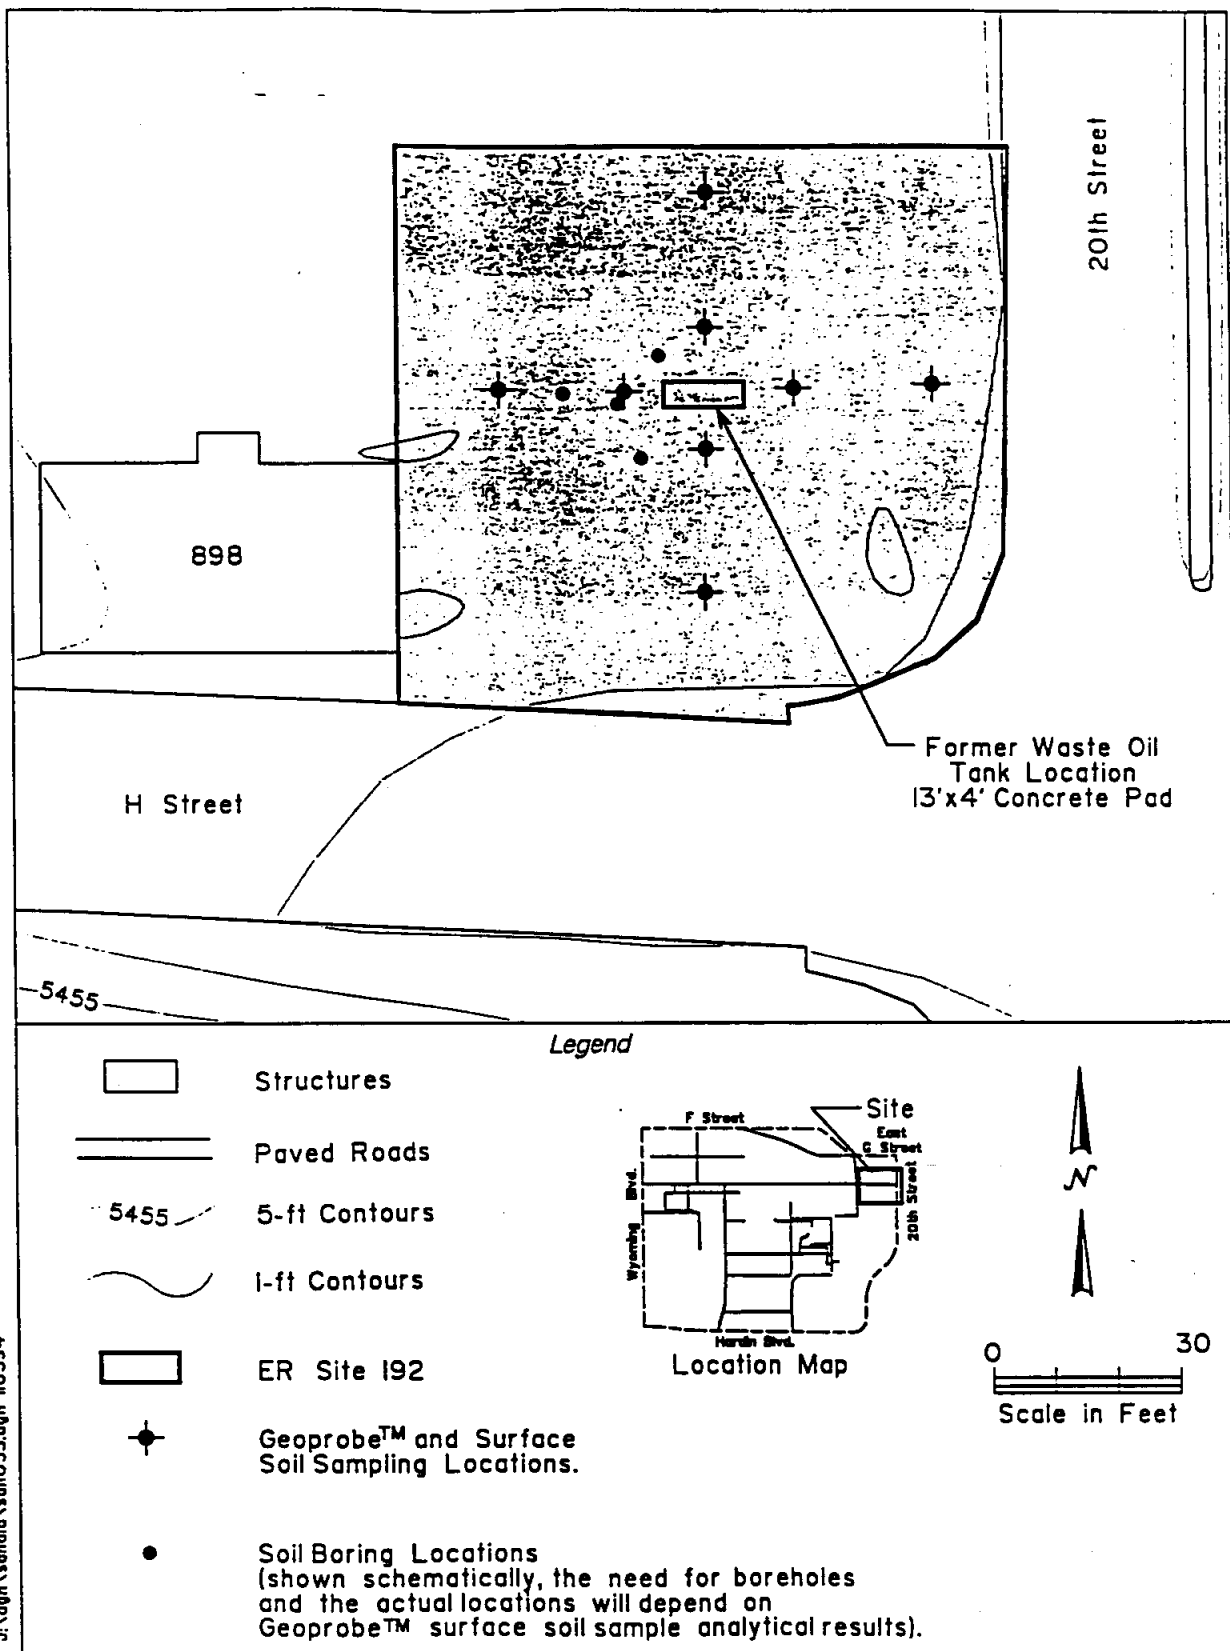 20th Street
898
H Street
Former Waste Oil
Tank Location
13'x4' Concrete Pad
5455
Legend
Structures
Paved Roads
5455
5-ft Contours
1-ft Contours
ER Site 192
Geoprobe™ and Surface
Soil Sampling Locations.
Soil Boring Locations
(shown schematically, the need for boreholes
and the actual locations will depend on
Geoprobe™ surface soil sample analytical results).
Site
F Street
East
G Street
Wyoming Blvd.
20th Street
Hardin Blvd.
Location Map
N
0 30
Scale in Feet